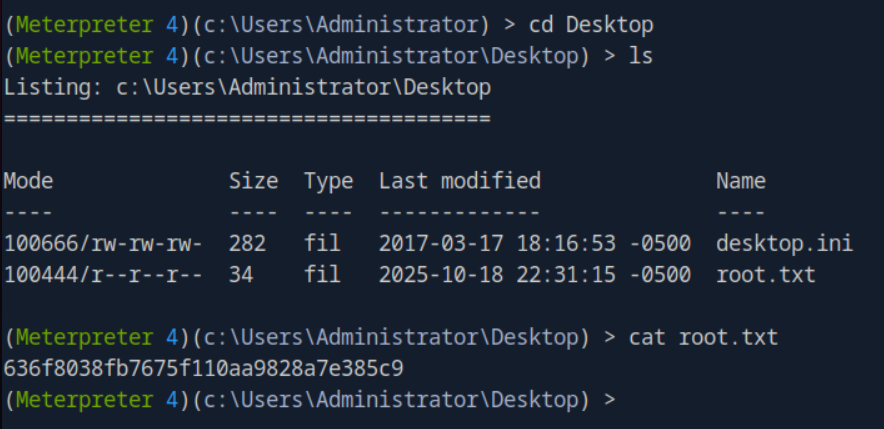 (Meterpreter 4)(c:\Users\Administrator) > cd Desktop
(Meterpreter 4)(c:\Users\Administrator\Desktop) > ls
Listing: c:\Users\Administrator\Desktop
=======================================
Mode              Size  Type  Last modified              Name
----              ----  ----  -------------              ----
100666/rw-rw-rw-  282   fil   2017-03-17 18:16:53 -0500  desktop.ini
100444/r--r--r--  34    fil   2025-10-18 22:31:15 -0500  root.txt
(Meterpreter 4)(c:\Users\Administrator\Desktop) > cat root.txt
636f8038fb7675f110aa9828a7e385c9
(Meterpreter 4)(c:\Users\Administrator\Desktop) >